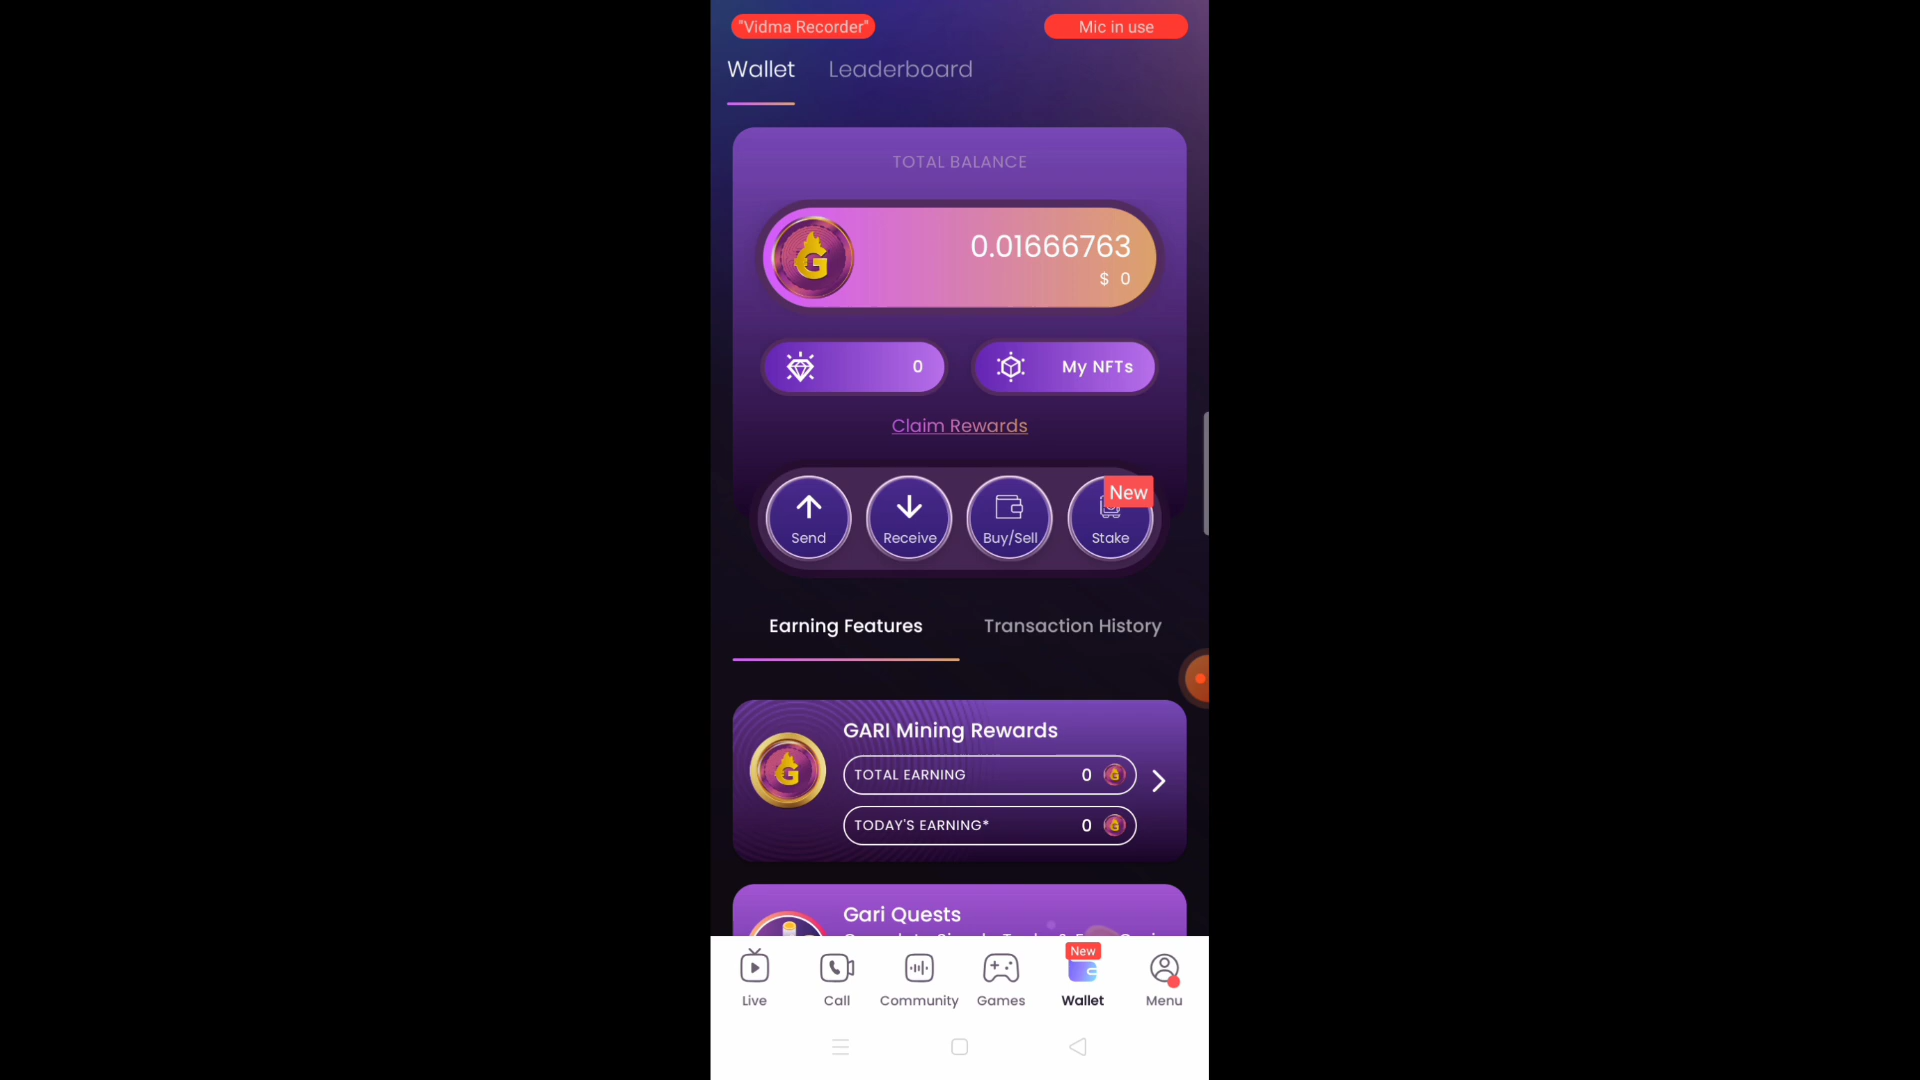 "Vidma Recorder" Mic in use
Wallet Leaderboard
TOTAL BALANCE
0.01666763
$ 0
0 My NFTs
Claim Rewards
New
Send Receive Buy/Sell Stake
Earning Features Transaction History
GARI Mining Rewards
TOTAL EARNING 0
TODAY'S EARNING* 0
Gari Quests
New
Live Call Community Games Wallet Menu